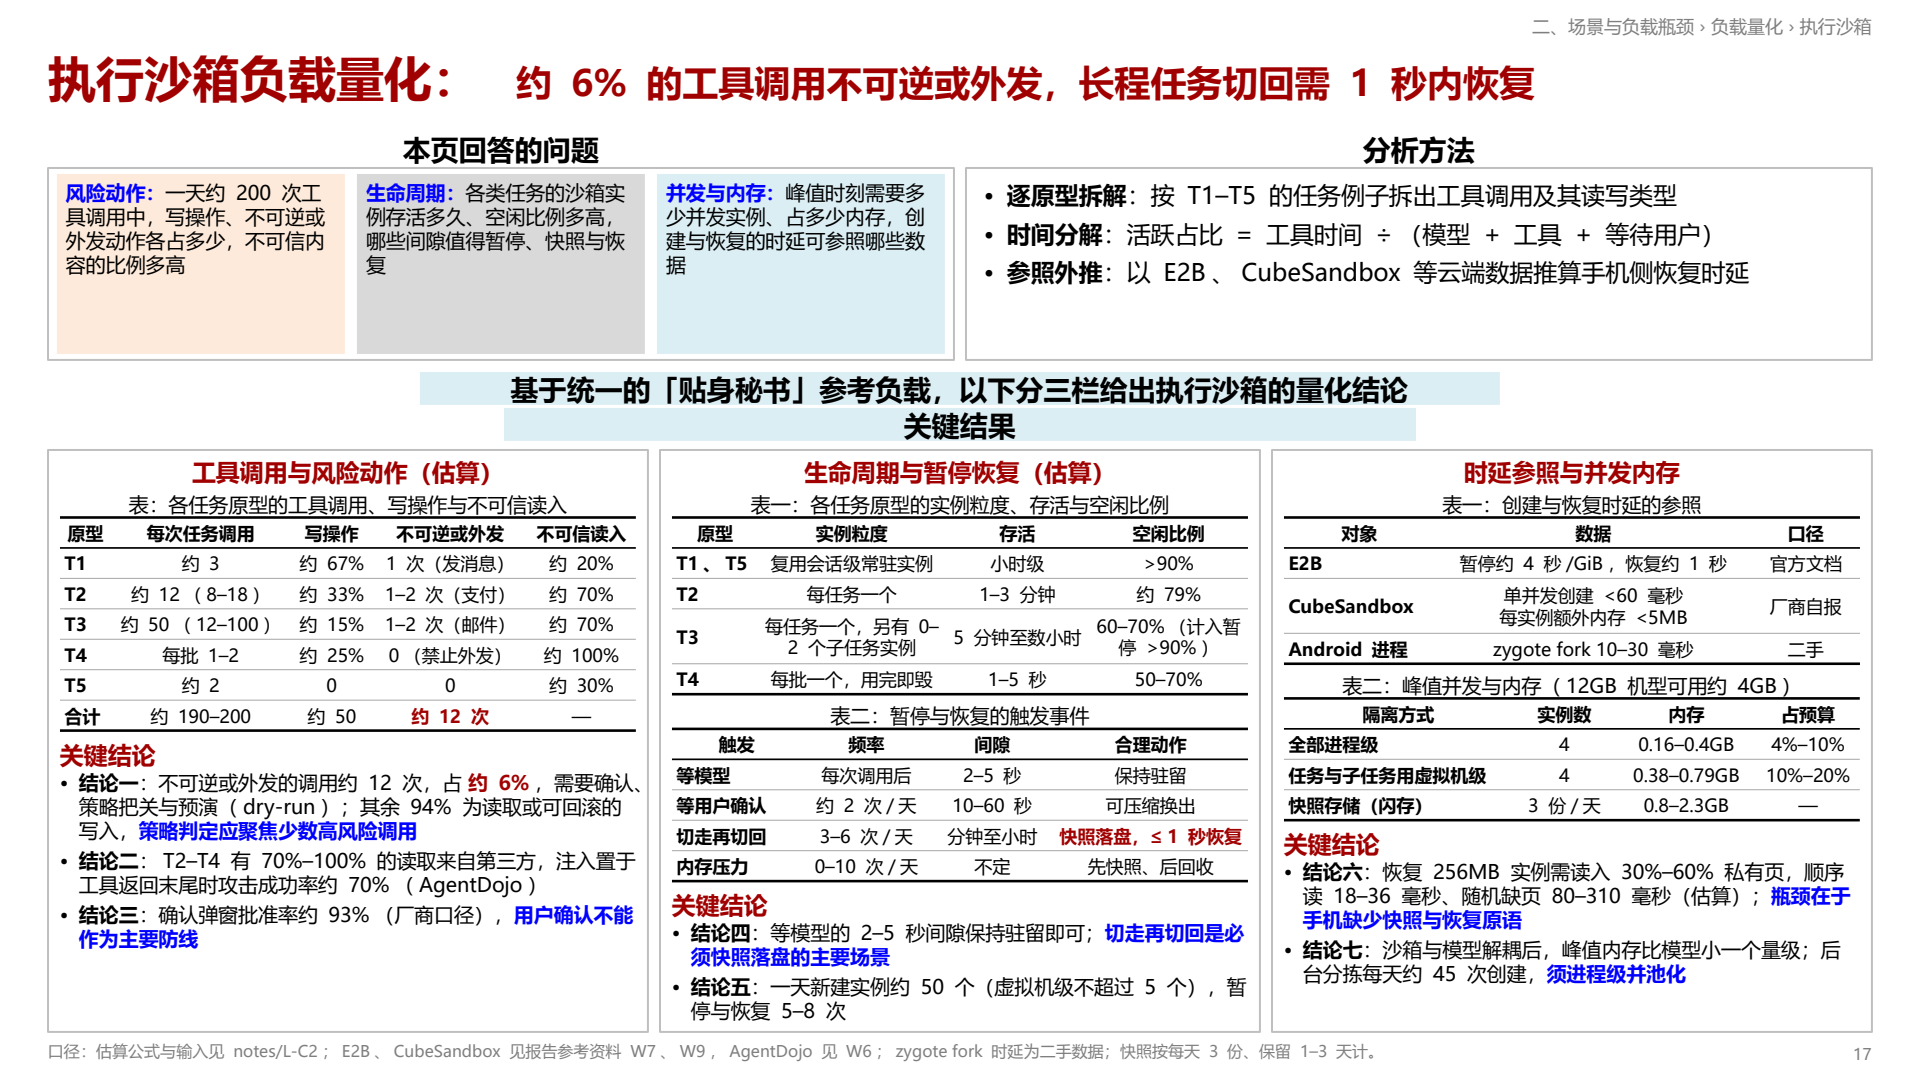 二、场景与负载瓶颈 › 负载量化 › 执行沙箱
执行沙箱负载量化： 约 6% 的工具调用不可逆或外发，长程任务切回需 1 秒内恢复
本页回答的问题
风险动作：一天约 200 次工
具调用中，写操作、不可逆或
外发动作各占多少，不可信内
容的比例多高
生命周期：各类任务的沙箱实
例存活多久、空闲比例多高，
哪些间隙值得暂停、快照与恢
复
并发与内存：峰值时刻需要多
少并发实例、占多少内存，创
建与恢复的时延可参照哪些数
据
分析方法
• 逐原型拆解：按 T1–T5 的任务例子拆出工具调用及其读写类型
• 时间分解：活跃占比 = 工具时间 ÷ （模型 + 工具 + 等待用户）
• 参照外推：以 E2B 、 CubeSandbox 等云端数据推算手机侧恢复时延
基于统一的「贴身秘书」参考负载，以下分三栏给出执行沙箱的量化结论
关键结果
工具调用与风险动作（估算）
表：各任务原型的工具调用、写操作与不可信读入
原型 每次任务调用 写操作 不可逆或外发 不可信读入
T1 约 3 约 67% 1 次（发消息） 约 20%
T2 约 12 （8–18） 约 33% 1–2 次（支付） 约 70%
T3 约 50 （12–100） 约 15% 1–2 次（邮件） 约 70%
T4 每批 1–2 约 25% 0 （禁止外发） 约 100%
T5 约 2 0 0 约 30%
合计 约 190–200 约 50 约 12 次 —
关键结论
• 结论一：不可逆或外发的调用约 12 次，占 约 6% ，需要确认、
策略把关与预演（dry-run）；其余 94% 为读取或可回滚的
写入，策略判定应聚焦少数高风险调用
• 结论二： T2–T4 有 70%–100% 的读取来自第三方，注入置于
工具返回末尾时攻击成功率约 70% （AgentDojo）
• 结论三：确认弹窗批准率约 93% （厂商口径），用户确认不能
作为主要防线
生命周期与暂停恢复（估算）
表一：各任务原型的实例粒度、存活与空闲比例
原型 实例粒度 存活 空闲比例
T1 、 T5 复用会话级常驻实例 小时级 >90%
T2 每任务一个 1–3 分钟 约 79%
T3 每任务一个，另有 0–2 个子任务实例 5 分钟至数小时 60–70% （计入暂停 >90%）
T4 每批一个，用完即毁 1–5 秒 50–70%
表二：暂停与恢复的触发事件
触发 频率 间隙 合理动作
等模型 每次调用后 2–5 秒 保持驻留
等用户确认 约 2 次 / 天 10–60 秒 可压缩换出
切走再切回 3–6 次 / 天 分钟至小时 快照落盘，≤ 1 秒恢复
内存压力 0–10 次 / 天 不定 先快照、后回收
关键结论
• 结论四：等模型的 2–5 秒间隙保持驻留即可；切走再切回是必
须快照落盘的主要场景
• 结论五：一天新建实例约 50 个（虚拟机级不超过 5 个），暂
停与恢复 5–8 次
时延参照与并发内存
表一：创建与恢复时延的参照
对象 数据 口径
E2B 暂停约 4 秒 /GiB ，恢复约 1 秒 官方文档
CubeSandbox 单并发创建 <60 毫秒 每实例额外内存 <5MB 厂商自报
Android 进程 zygote fork 10–30 毫秒 二手
表二：峰值并发与内存（12GB 机型可用约 4GB）
隔离方式 实例数 内存 占预算
全部进程级 4 0.16–0.4GB 4%–10%
任务与子任务用虚拟机级 4 0.38–0.79GB 10%–20%
快照存储（闪存） 3 份 / 天 0.8–2.3GB —
关键结论
• 结论六：恢复 256MB 实例需读入 30%–60% 私有页，顺序
读 18–36 毫秒、随机缺页 80–310 毫秒（估算）；瓶颈在于
手机缺少快照与恢复原语
• 结论七：沙箱与模型解耦后，峰值内存比模型小一个量级；后
台分拣每天约 45 次创建，须进程级并池化
口径：估算公式与输入见 notes/L-C2 ； E2B 、 CubeSandbox 见报告参考资料 W7 、 W9 ， AgentDojo 见 W6 ； zygote fork 时延为二手数据；快照按每天 3 份、保留 1–3 天计。
17